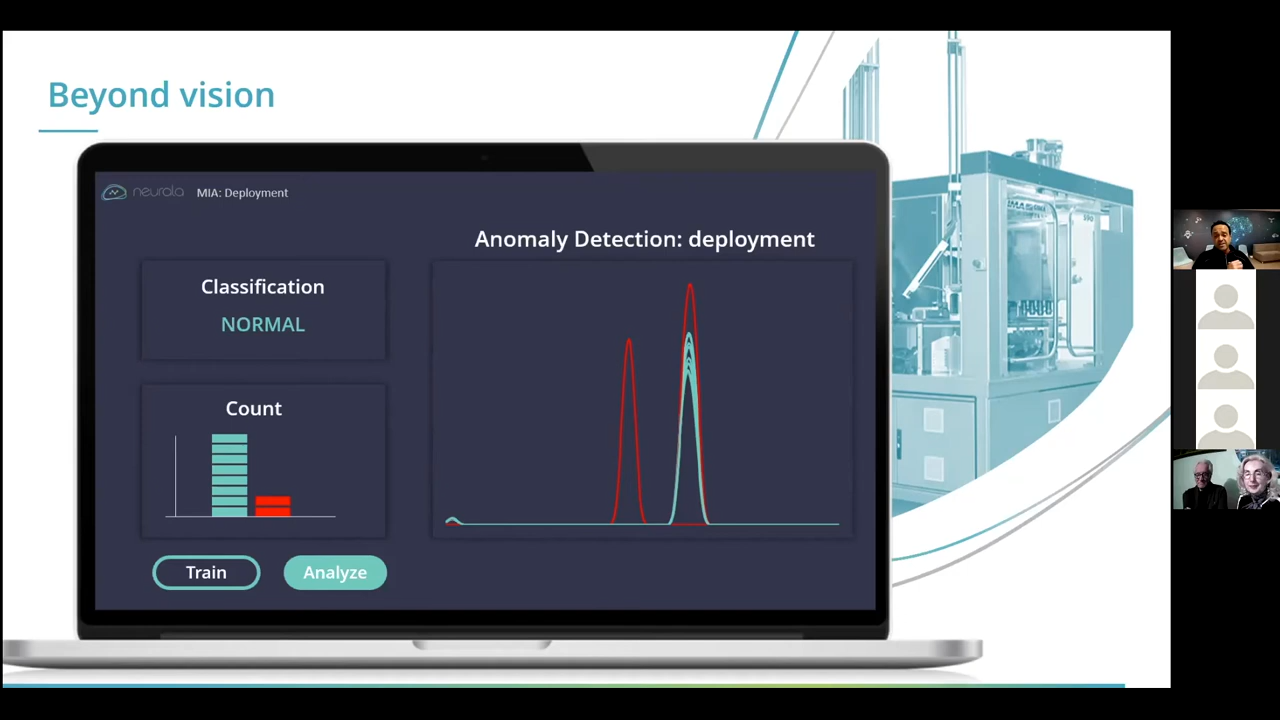 Beyond vision
neurala
MIA: Deployment
Anomaly Detection: deployment
Classification
NORMAL
Count
Train
Analyze